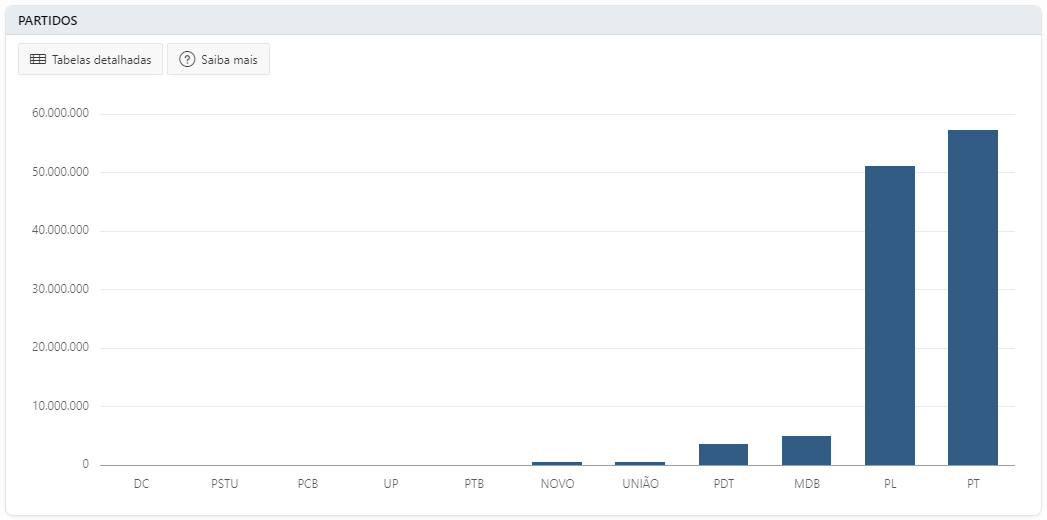 PARTIDOS
Tabelas detalhadas
Saiba mais
60.000.000
50.000.000
40.000.000
30.000.000
20.000.000
10.000.000
0
DC PSTU PCB UP PTB NOVO UNIÃO PDT MDB PL PT